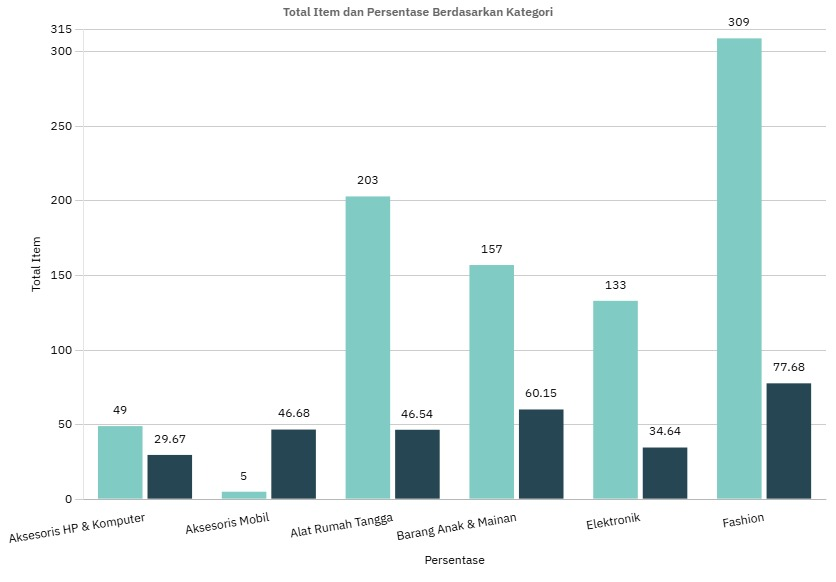 Total Item dan Persentase Berdasarkan Kategori
315
300
250
200
150
100
50
0
Total Item
49
29.67
5
46.68
203
46.54
157
60.15
133
34.64
309
77.68
Aksesoris HP & Komputer
Aksesoris Mobil
Alat Rumah Tangga
Barang Anak & Mainan
Elektronik
Fashion
Persentase